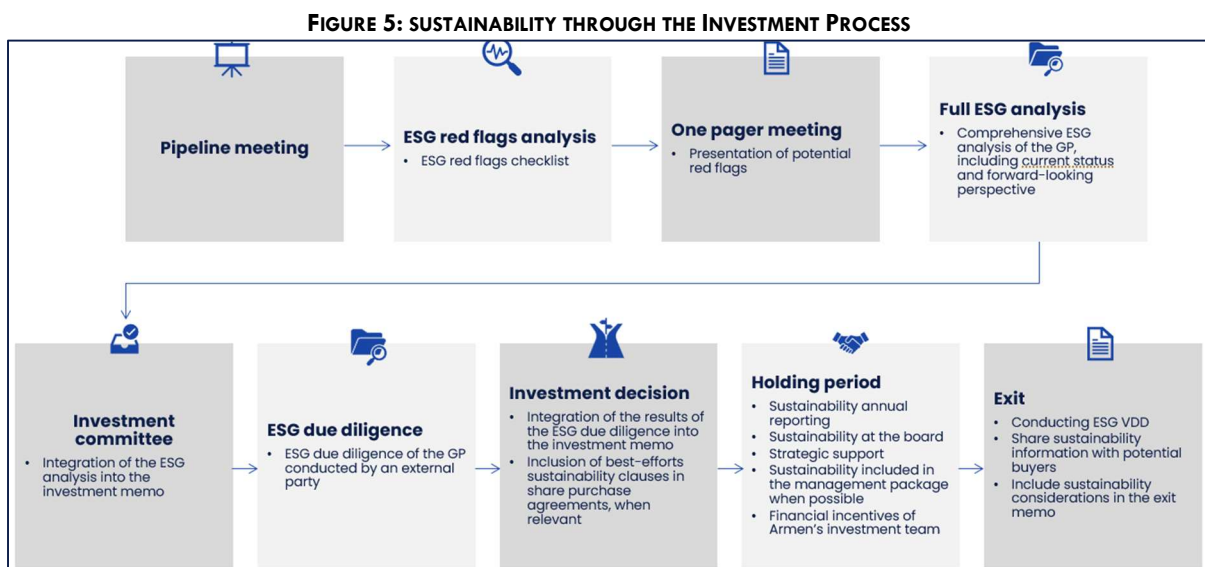 FIGURE 5: SUSTAINABILITY THROUGH THE INVESTMENT PROCESS
Pipeline meeting
ESG red flags analysis
• ESG red flags checklist
One pager meeting
• Presentation of potential
red flags
Full ESG analysis
• Comprehensive ESG
analysis of the GP,
including current status
and forward-looking
perspective
Investment
committee
• Integration of the ESG
analysis into the
investment memo
ESG due diligence
• ESG due diligence of the GP
conducted by an external
party
Investment decision
• Integration of the results of
the ESG due diligence into
the investment memo
• Inclusion of best-efforts
sustainability clauses in
share purchase
agreements, when
relevant
Holding period
• Sustainability annual
reporting
• Sustainability at the board
• Strategic support
• Sustainability included in
the management package
when possible
• Financial incentives of
Armen's investment team
Exit
• Conducting ESG VDD
• Share sustainability
information with potential
buyers
• Include sustainability
considerations in the exit
memo